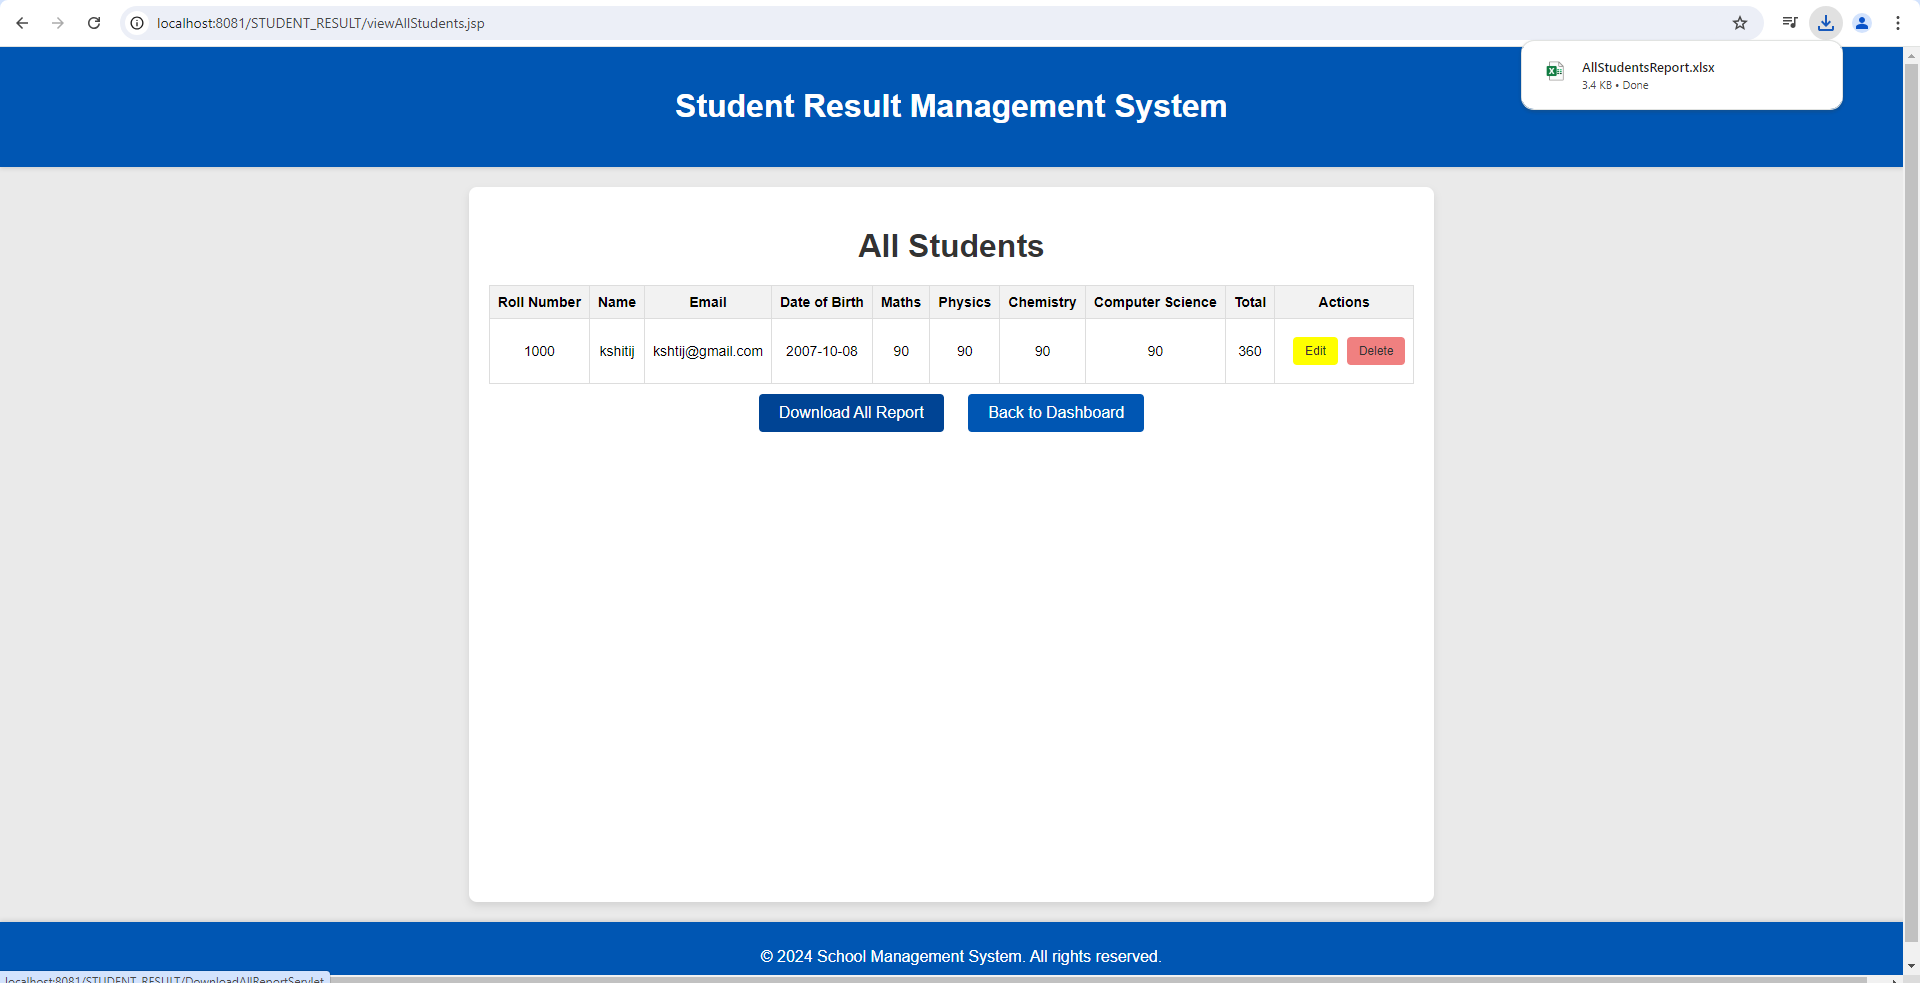 localhost:8081/STUDENT_RESULT/viewAllStudents.jsp
AllStudentsReport.xlsx
3.4 KB • Done
Student Result Management System
All Students
Roll Number Name Email Date of Birth Maths Physics Chemistry Computer Science Total Actions
1000 kshitij kshtij@gmail.com 2007-10-08 90 90 90 90 360 Edit Delete
Download All Report Back to Dashboard
© 2024 School Management System. All rights reserved.
localhost:8081/STUDENT_RESULT/DownloadAllReportServlet